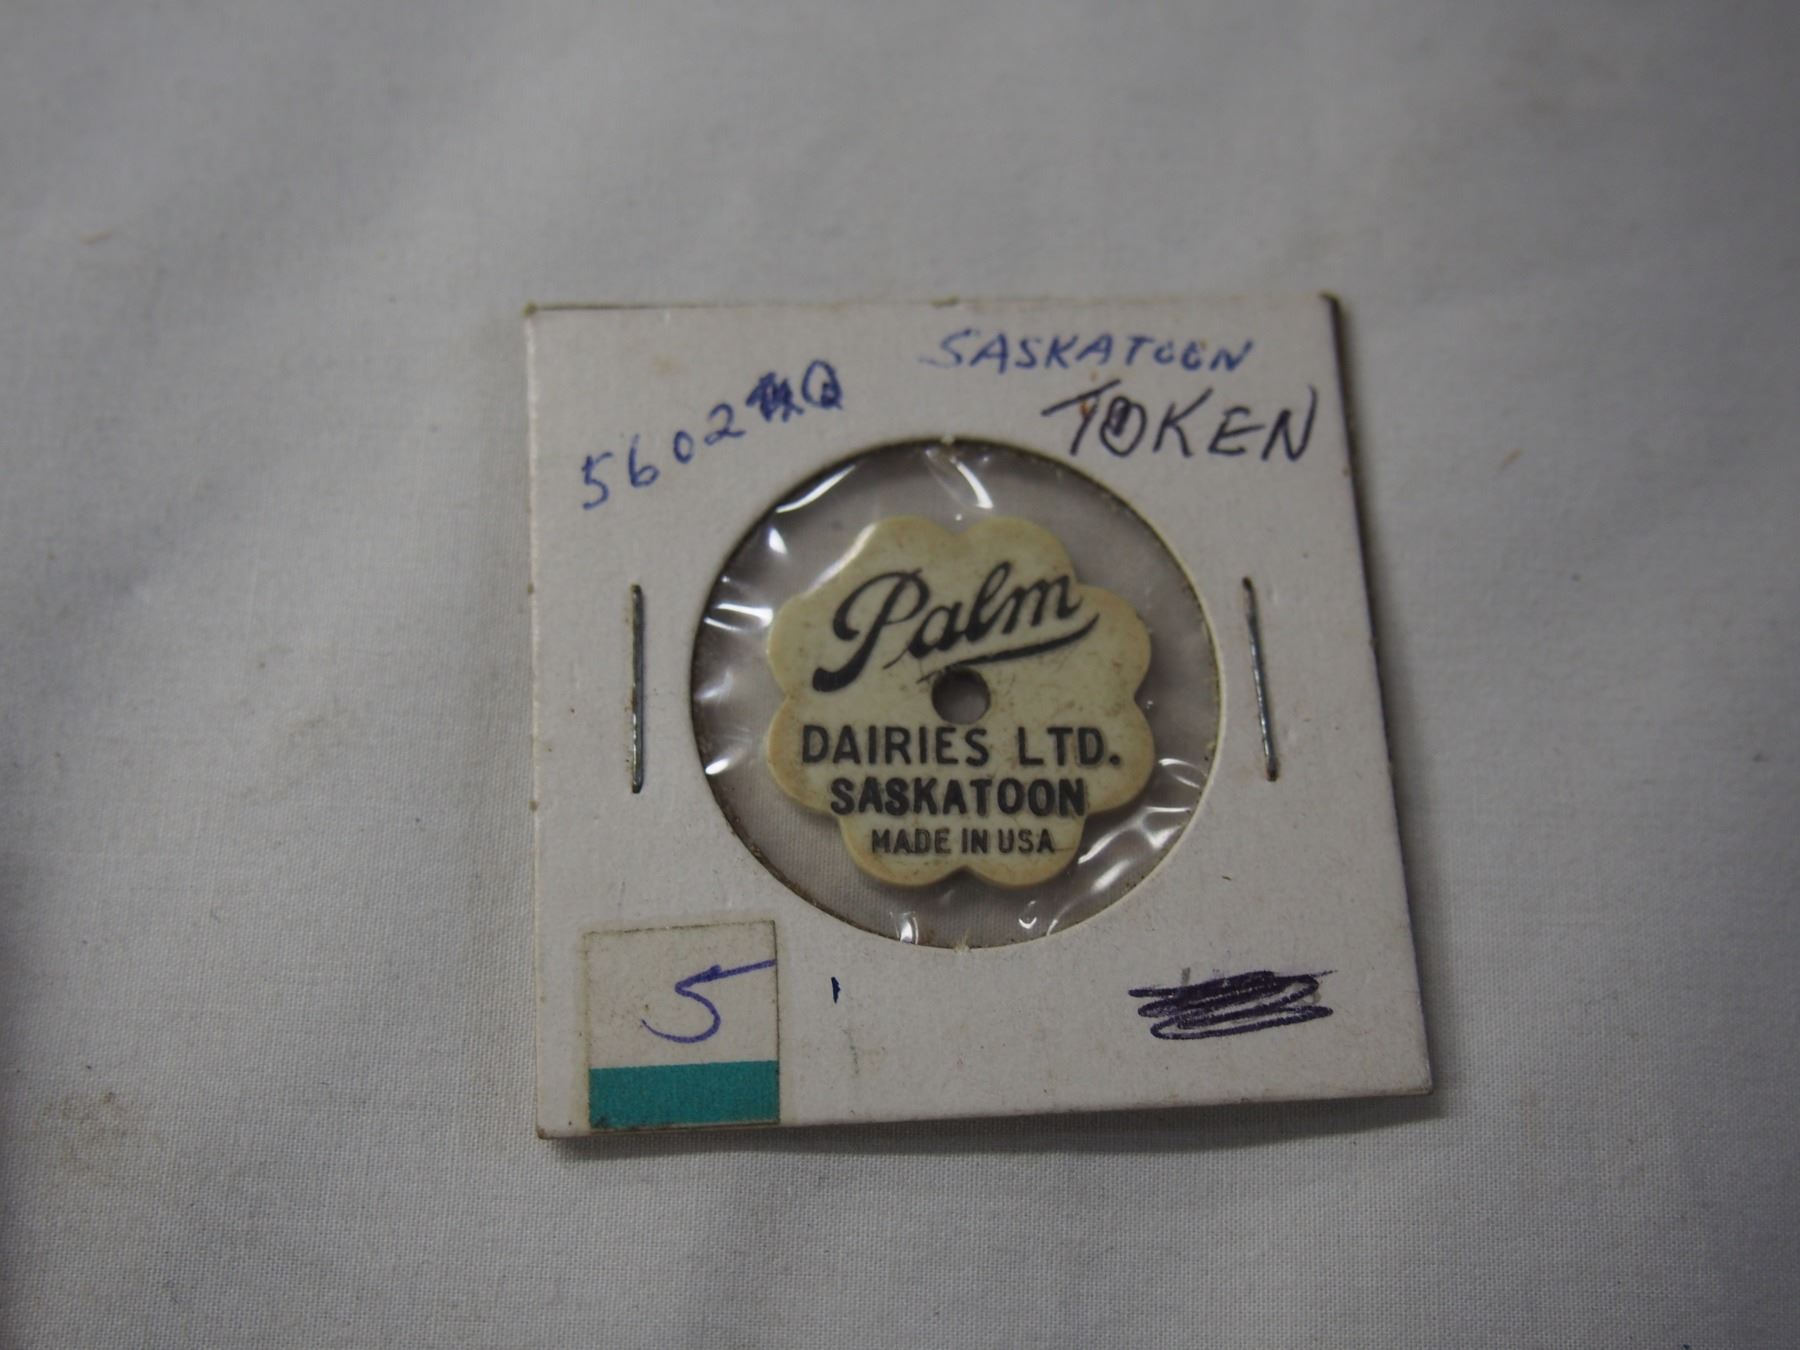 SASKATOON
TOKEN
5602
Palm
DAIRIES LTD.
SASKATOON
MADE IN USA
5